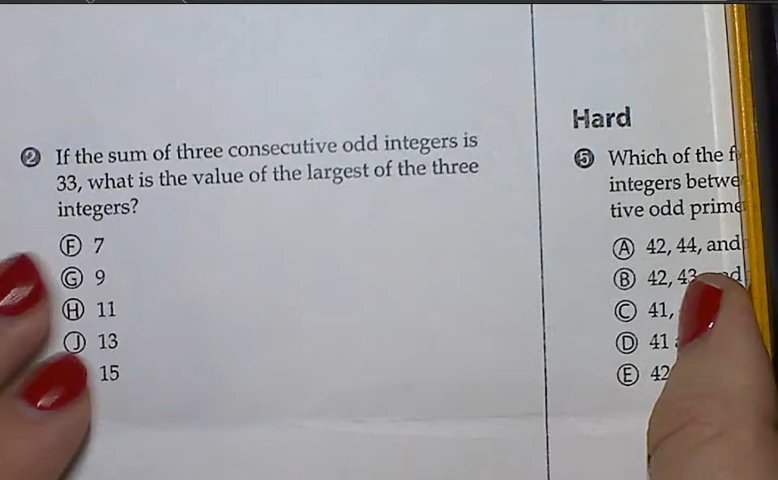 ② If the sum of three consecutive odd integers is
33, what is the value of the largest of the three
integers?
Ⓕ 7
Ⓖ 9
Ⓗ 11
Ⓙ 13
15
Hard
⑤ Which of the
integers
tive odd
Ⓐ 42, 44, and
Ⓑ 42,
Ⓒ 41,
Ⓓ 41
Ⓔ 42